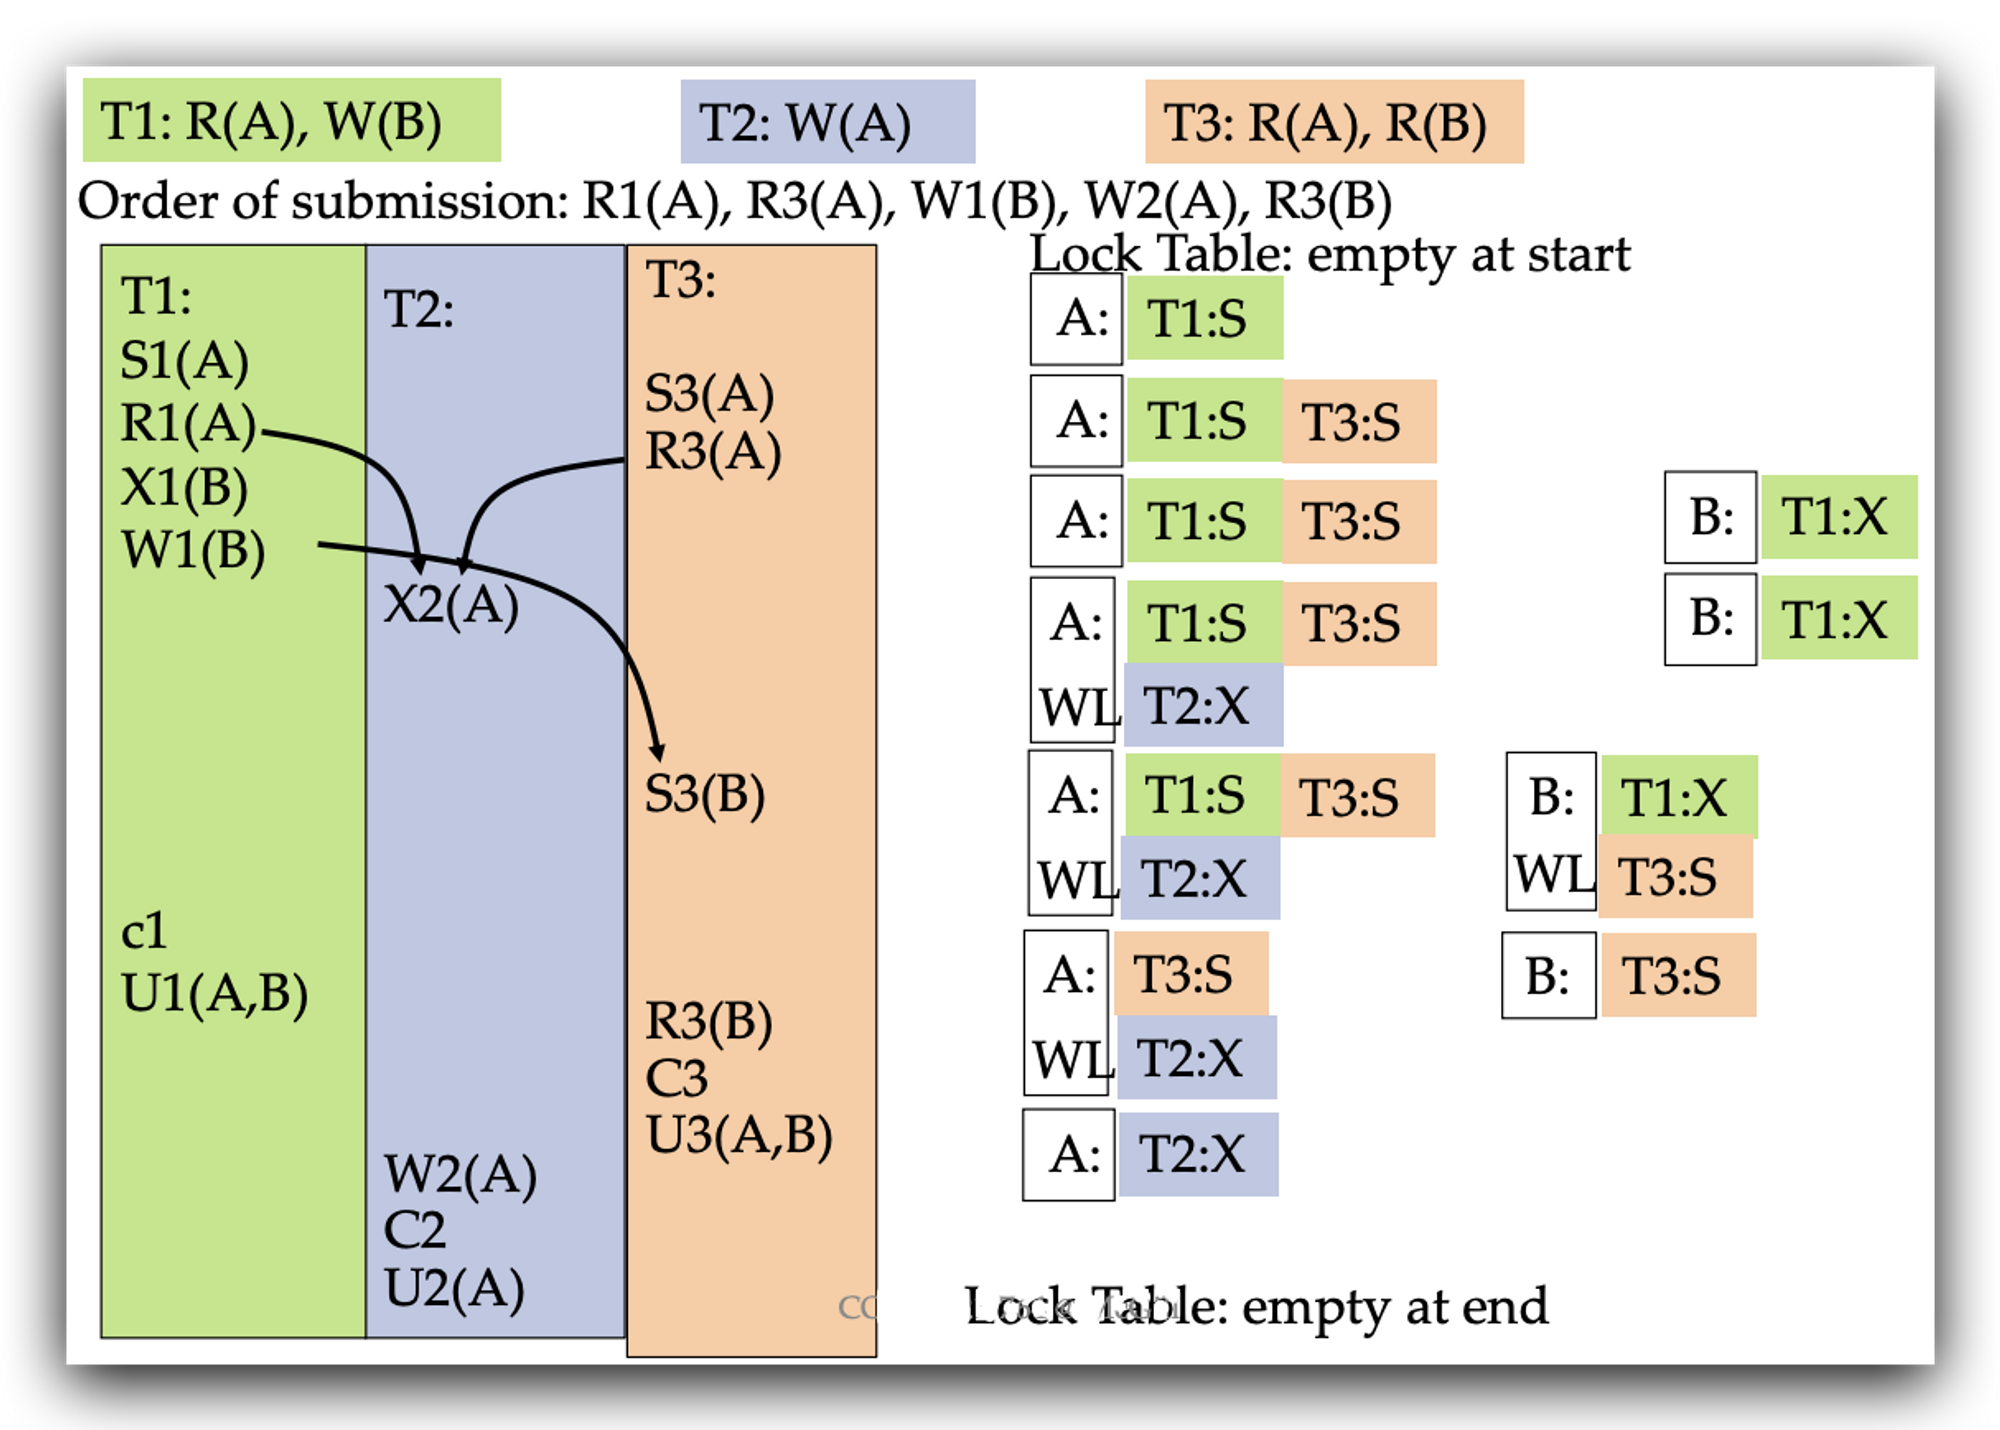 T1: R(A), W(B)
T2: W(A)
T3: R(A), R(B)
Order of submission: R1(A), R3(A), W1(B), W2(A), R3(B)
T1:
S1(A)
R1(A)
X1(B)
W1(B)
c1
U1(A,B)
T2:
X2(A)
W2(A)
C2
U2(A)
T3:
S3(A)
R3(A)
S3(B)
R3(B)
C3
U3(A,B)
Lock Table: empty at start
A: T1:S
A: T1:S T3:S
A: T1:S T3:S B: T1:X
A: T1:S T3:S B: T1:X
WL T2:X
A: T1:S T3:S B: T1:X
WL T2:X WL T3:S
A: T3:S B: T3:S
WL T2:X
A: T2:X
Lock Table: empty at end